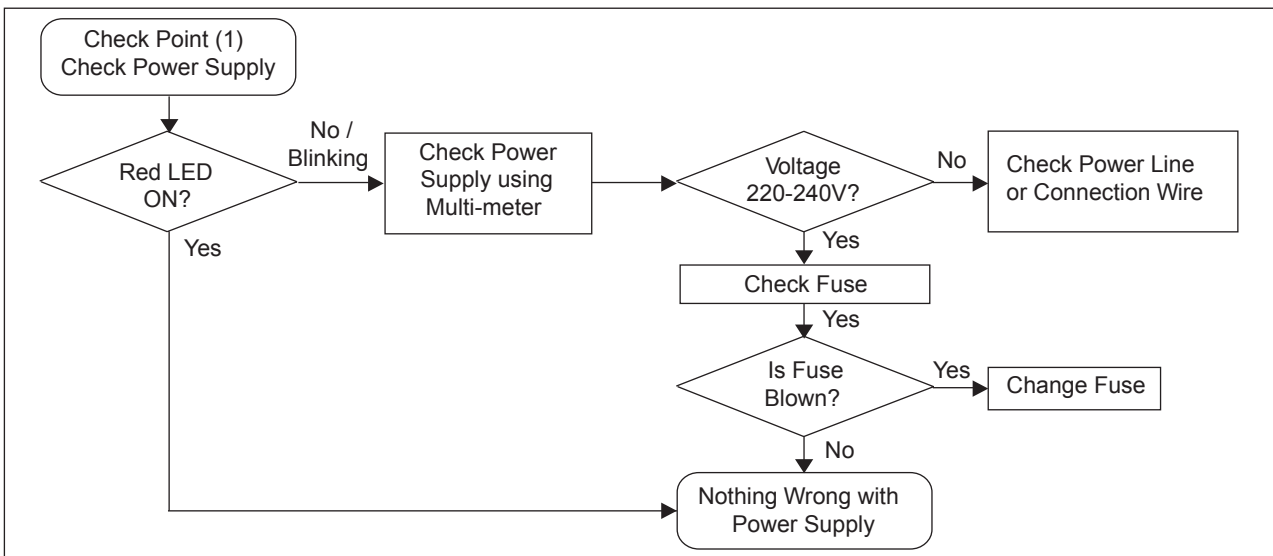 Check Point (1)
Check Power Supply
Red LED
ON?
No /
Blinking
Yes
Check Power
Supply using
Multi-meter
Voltage
220-240V?
No
Check Power Line
or Connection Wire
Yes
Check Fuse
Yes
Is Fuse
Blown?
Yes
Change Fuse
No
Nothing Wrong with
Power Supply